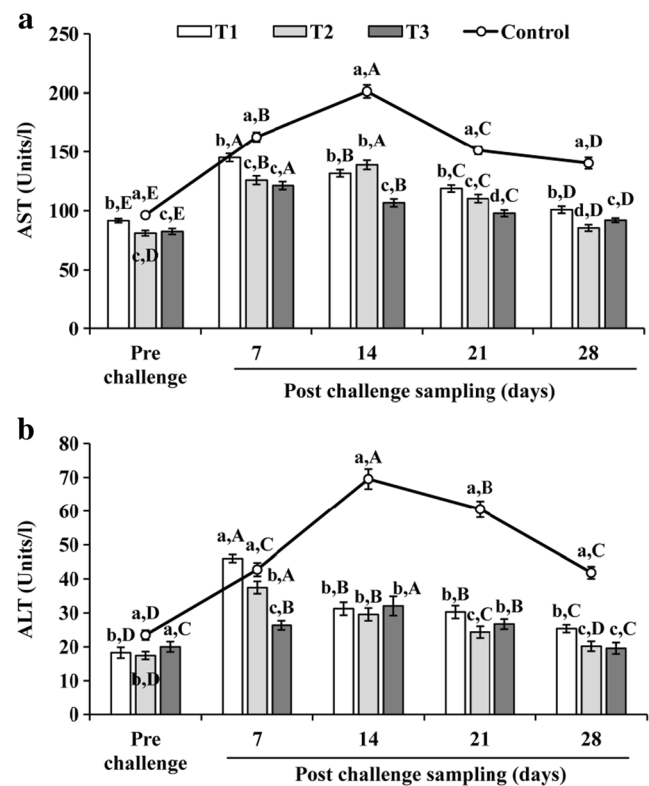 a
250
T1 T2 T3 Control
AST (Units/l)
200
150
100
50
0
b,E a,E c,E
c,D
b,A a,B c,B c,A
b,B a,A b,A c,B
b,C a,C c,C d,C
b,D a,D d,D c,D
Pre challenge 7 14 21 28
Post challenge sampling (days)
b
ALT (Units/l)
80
70
60
50
40
30
20
10
0
b,D a,D a,C
b,D
a,A a,C b,A c,B
b,B a,A b,B b,A
b,B a,B c,C b,B
b,C a,C c,D c,C
Pre challenge 7 14 21 28
Post challenge sampling (days)